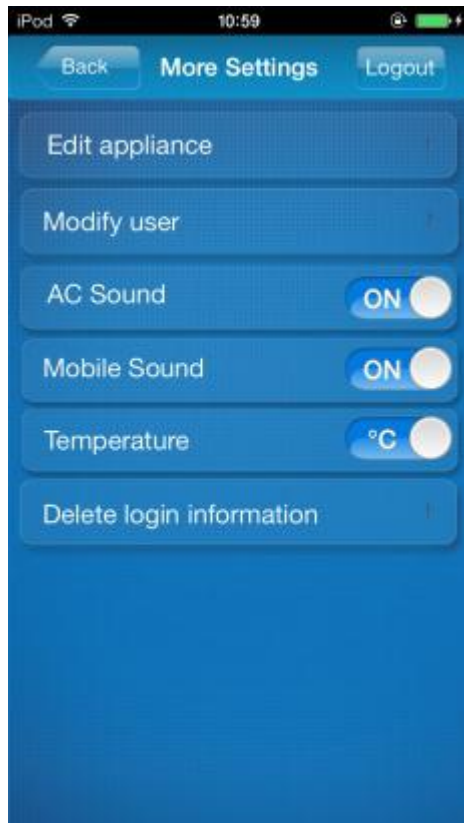 iPod 10:59
Back More Settings Logout
Edit appliance
Modify user
AC Sound ON
Mobile Sound ON
Temperature °C
Delete login information